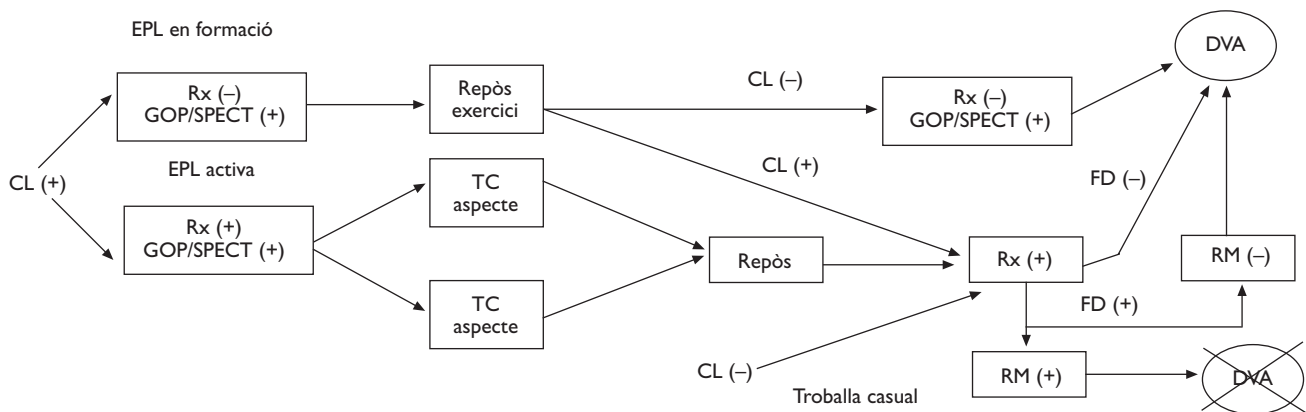 EPL en formació
DVA
Rx (–)
GOP/SPECT (+)
Repòs
exercici
CL (–)
Rx (–)
GOP/SPECT (+)
CL (+)
EPL activa
CL (+)
TC
aspecte
FD (–)
Rx (+)
GOP/SPECT (+)
Repòs
Rx (+)
RM (–)
TC
aspecte
FD (+)
CL (–)
Troballa casual
RM (+)
DVA